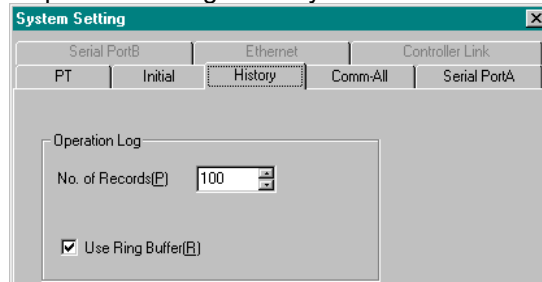 System Setting
Serial PortB Ethernet Controller Link
PT Initial History Comm-All Serial PortA
Operation Log
No. of Records(P) 100
Use Ring Buffer(R)